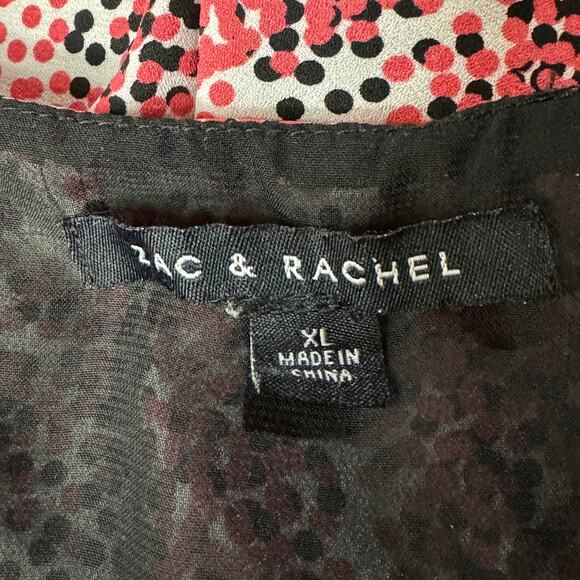 ZAC & RACHEL
XL
MADE IN
CHINA